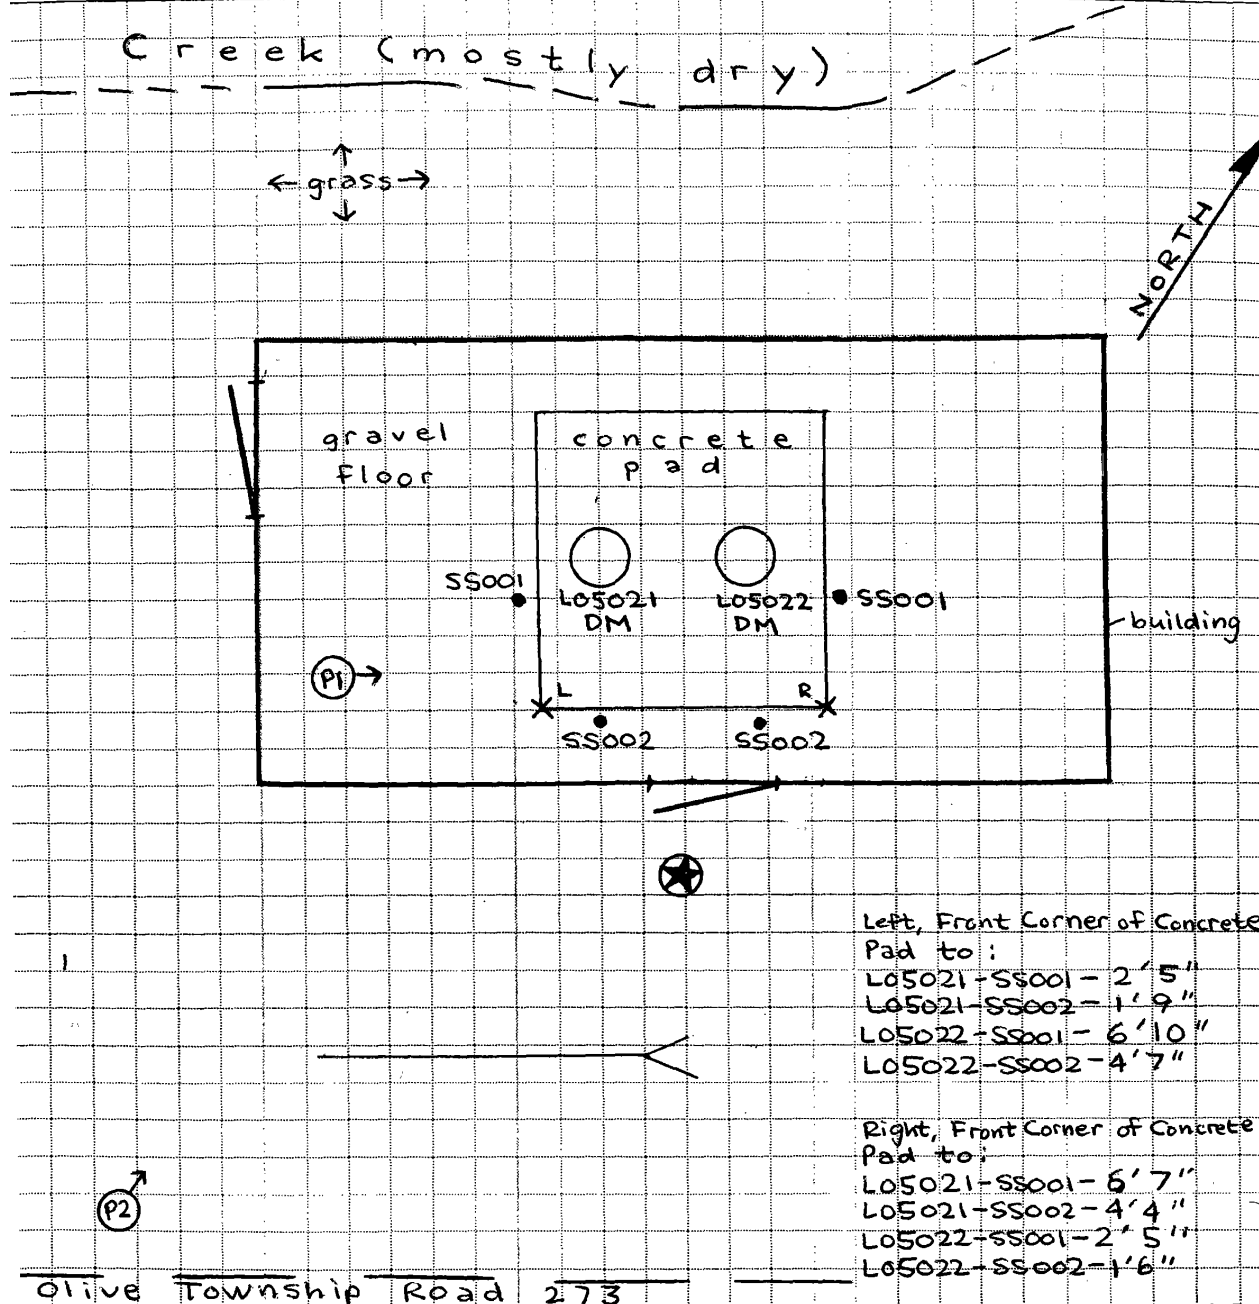 Creek (mostly dry)
grass
NORTH
gravel
floor
concrete
pad
SS001
L05021
DM
L05022
DM
SS001
building
P1
L
R
SS002
SS002
Left, Front Corner of Concrete
Pad to:
L05021-SS001-2'5"
L05021-SS002-1'9"
L05022-SS001-6'10"
L05022-SS002-4'7"
Right, Front Corner of Concrete
Pad to:
L05021-SS001-6'7"
L05021-SS002-4'4"
L05022-SS001-2'5"
L05022-SS002-1'6"
P2
Olive Township Road 273